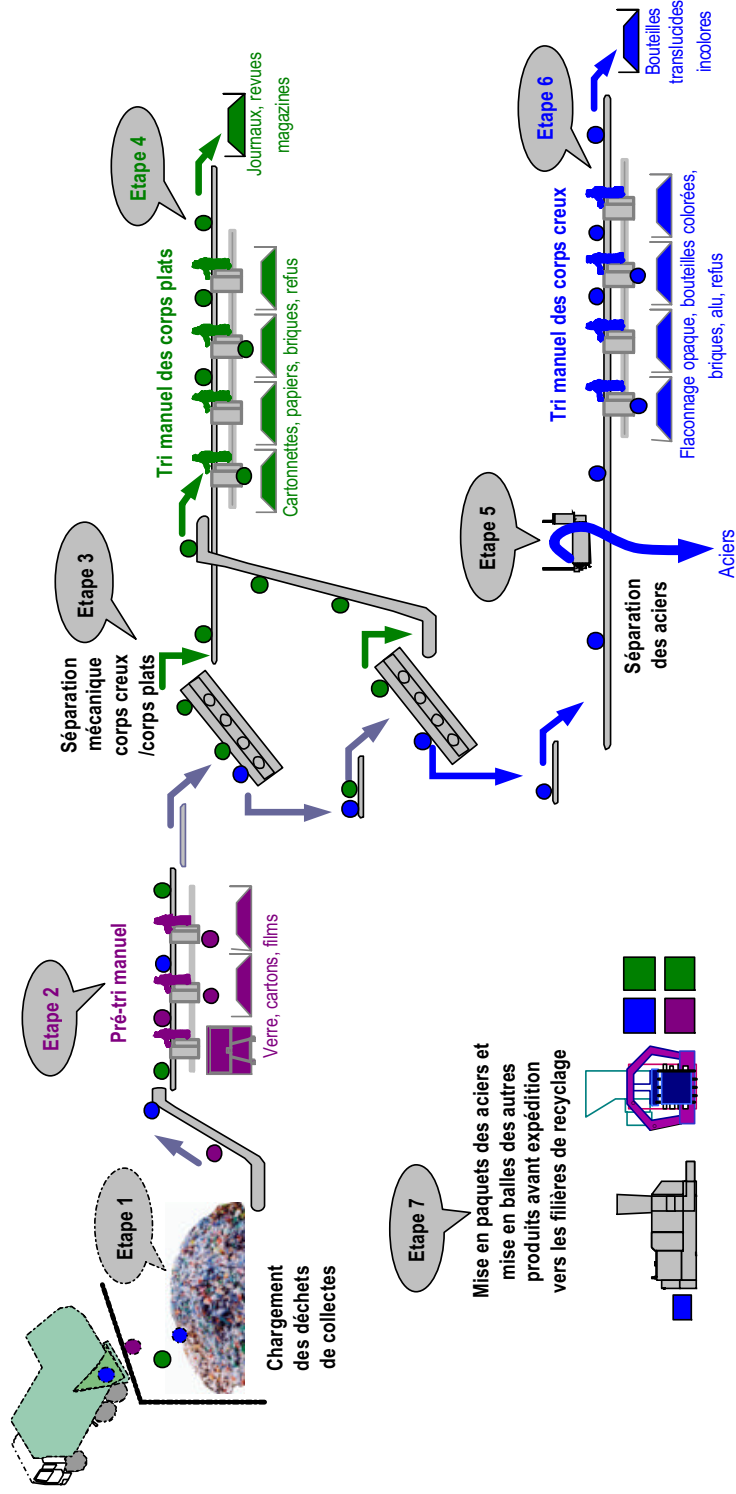 Etape 1
Chargement
des déchets
de collectes
Etape 2
Pré-tri manuel
Verre, cartons, films
Etape 3
Séparation
mécanique
corps creux
/corps plats
Etape 4
Tri manuel des corps plats
Cartonnettes, papiers, briques, refus
Journaux, revues
magazines
Etape 5
Séparation
des aciers
Aciers
Etape 6
Tri manuel des corps creux
Flaconnage opaque, bouteilles colorées,
briques, alu, refus
Bouteilles
translucides
incolores
Etape 7
Mise en paquets des aciers et
mise en balles des autres
produits avant expédition
vers les filières de recyclage